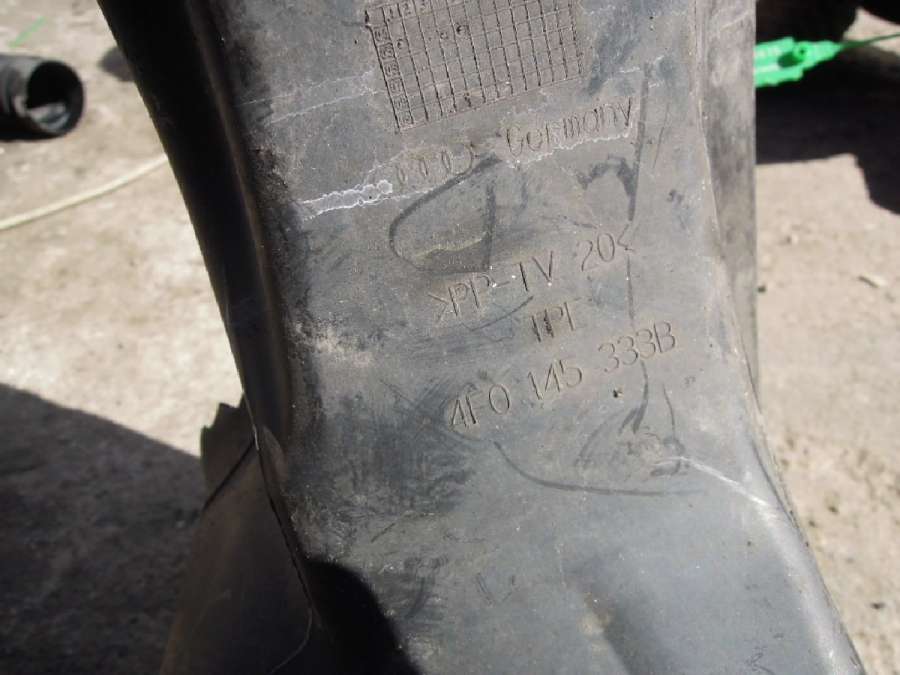 Germany
>PP-TV 20<
TPE
4F0 145 333B